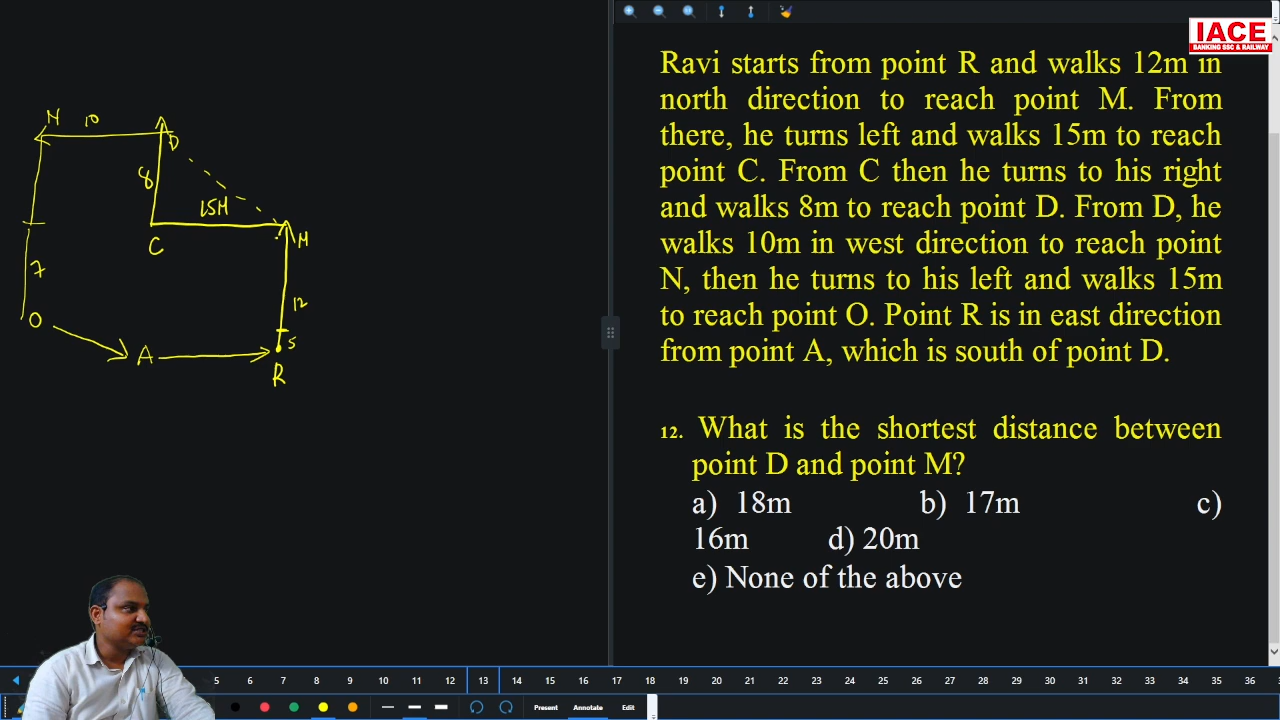 IACE
BANKING SSC & RAILWAY
Ravi starts from point R and walks 12m in
north direction to reach point M. From
there, he turns left and walks 15m to reach
point C. From C then he turns to his right
and walks 8m to reach point D. From D, he
walks 10m in west direction to reach point
N, then he turns to his left and walks 15m
to reach point O. Point R is in east direction
from point A, which is south of point D.
12. What is the shortest distance between
point D and point M?
a) 18m b) 17m c)
16m d) 20m
e) None of the above
N 10 D
8 15M
C M
7
12
O
A S
R
5 6 7 8 9 10 11 12 13 14 15 16 17 18 19 20 21 22 23 24 25 26 27 28 29 30 31 32 33 34 35 36
Present Annotate Edit